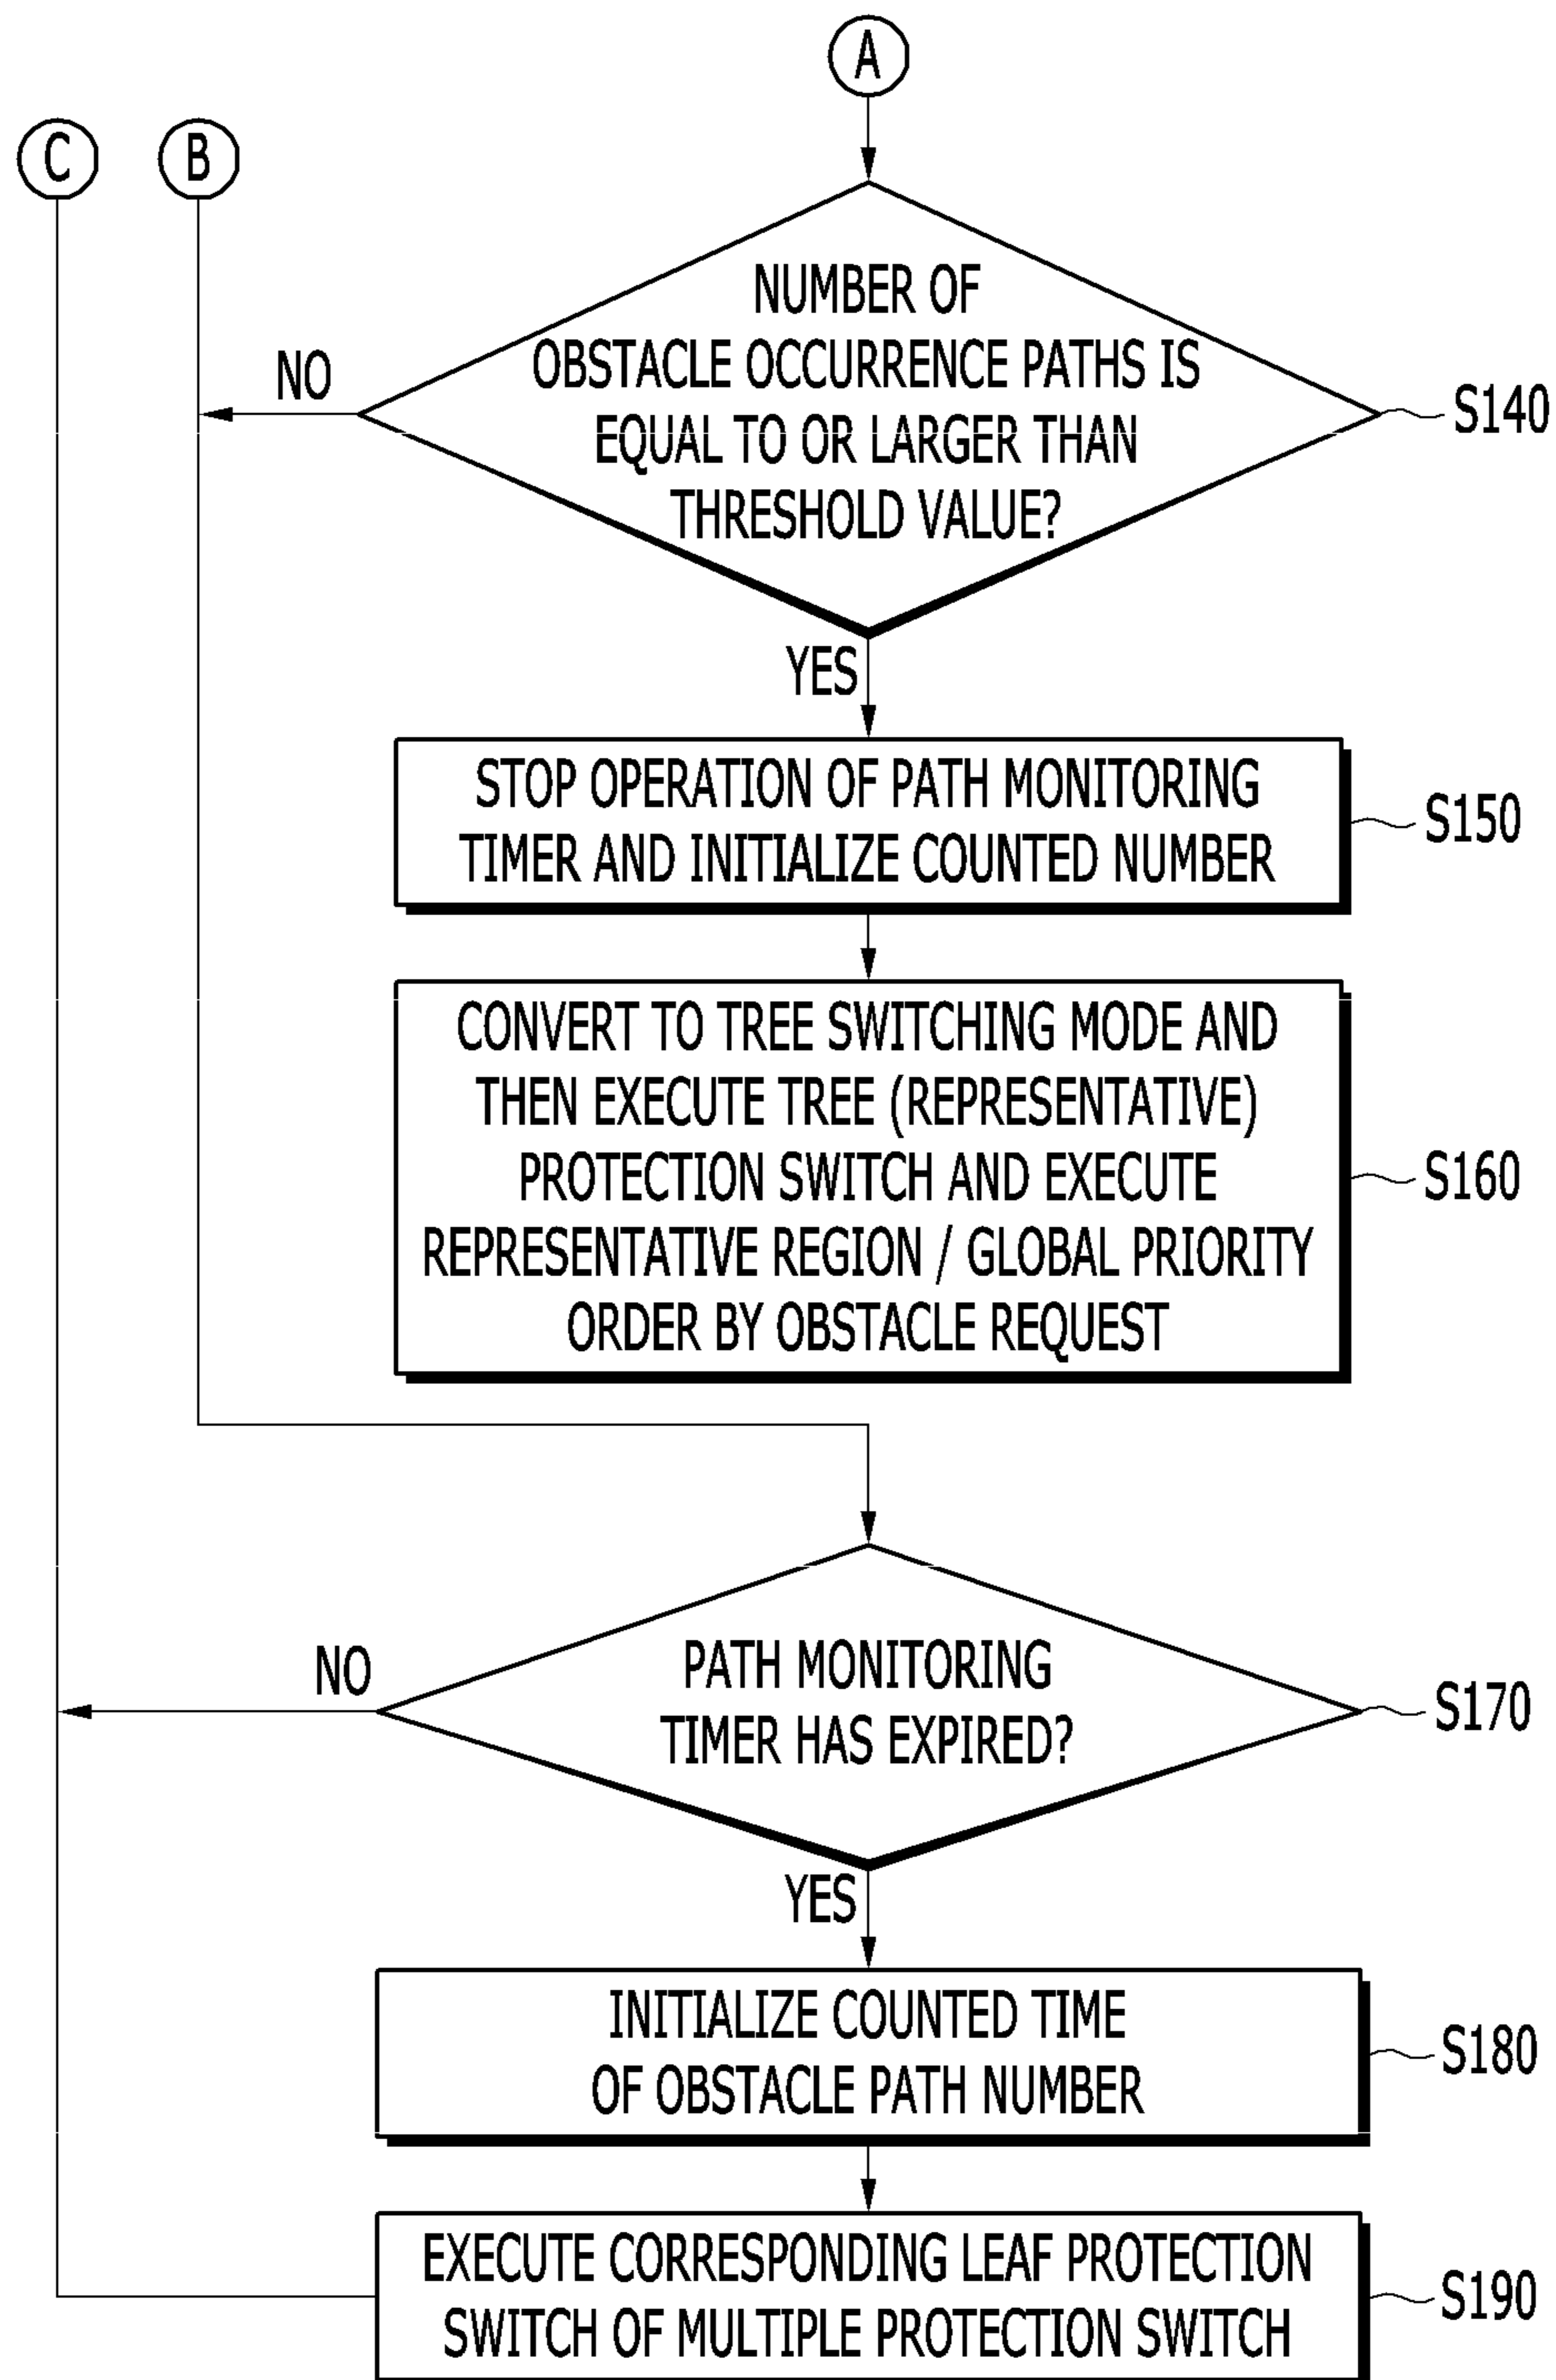 A
C
B
NUMBER OF
OBSTACLE OCCURRENCE PATHS IS
EQUAL TO OR LARGER THAN
THRESHOLD VALUE?
NO
S140
YES
STOP OPERATION OF PATH MONITORING
TIMER AND INITIALIZE COUNTED NUMBER
S150
CONVERT TO TREE SWITCHING MODE AND
THEN EXECUTE TREE (REPRESENTATIVE)
PROTECTION SWITCH AND EXECUTE
REPRESENTATIVE REGION / GLOBAL PRIORITY
ORDER BY OBSTACLE REQUEST
S160
PATH MONITORING
TIMER HAS EXPIRED?
NO
S170
YES
INITIALIZE COUNTED TIME
OF OBSTACLE PATH NUMBER
S180
EXECUTE CORRESPONDING LEAF PROTECTION
SWITCH OF MULTIPLE PROTECTION SWITCH
S190